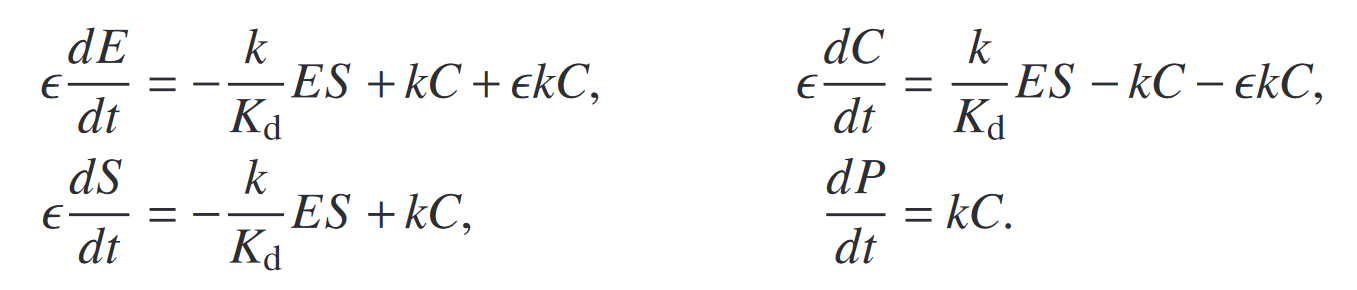 ϵ dE/dt = − k/K_d ES + kC + ϵkC, ϵ dC/dt = k/K_d ES − kC − ϵkC,
ϵ dS/dt = − k/K_d ES + kC, dP/dt = kC.